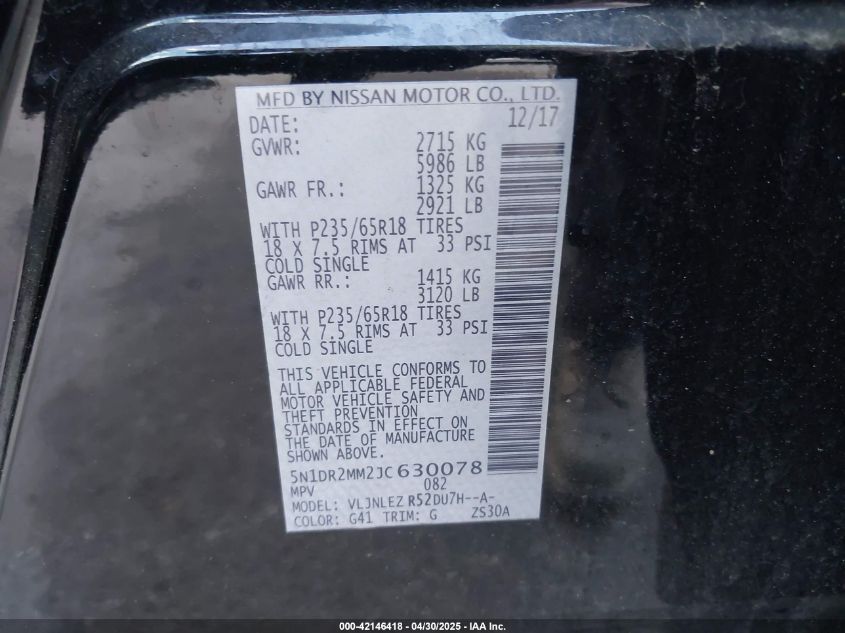 MFD BY NISSAN MOTOR CO., LTD.
DATE: 12/17
GVWR: 2715 KG
5986 LB
GAWR FR.: 1325 KG
2921 LB
WITH P235/65R18 TIRES
18 X 7.5 RIMS AT 33 PSI
COLD SINGLE
GAWR RR.: 1415 KG
3120 LB
WITH P235/65R18 TIRES
18 X 7.5 RIMS AT 33 PSI
COLD SINGLE
THIS VEHICLE CONFORMS TO
ALL APPLICABLE FEDERAL
MOTOR VEHICLE SAFETY AND
THEFT PREVENTION
STANDARDS IN EFFECT ON
THE DATE OF MANUFACTURE
SHOWN ABOVE.
5N1DR2MM2JC630078
MPV 082
MODEL: VLJNLEZ R52DU7H--A-
COLOR: G41 TRIM: G ZS30A
000-42146418 - 04/30/2025 - IAA Inc.